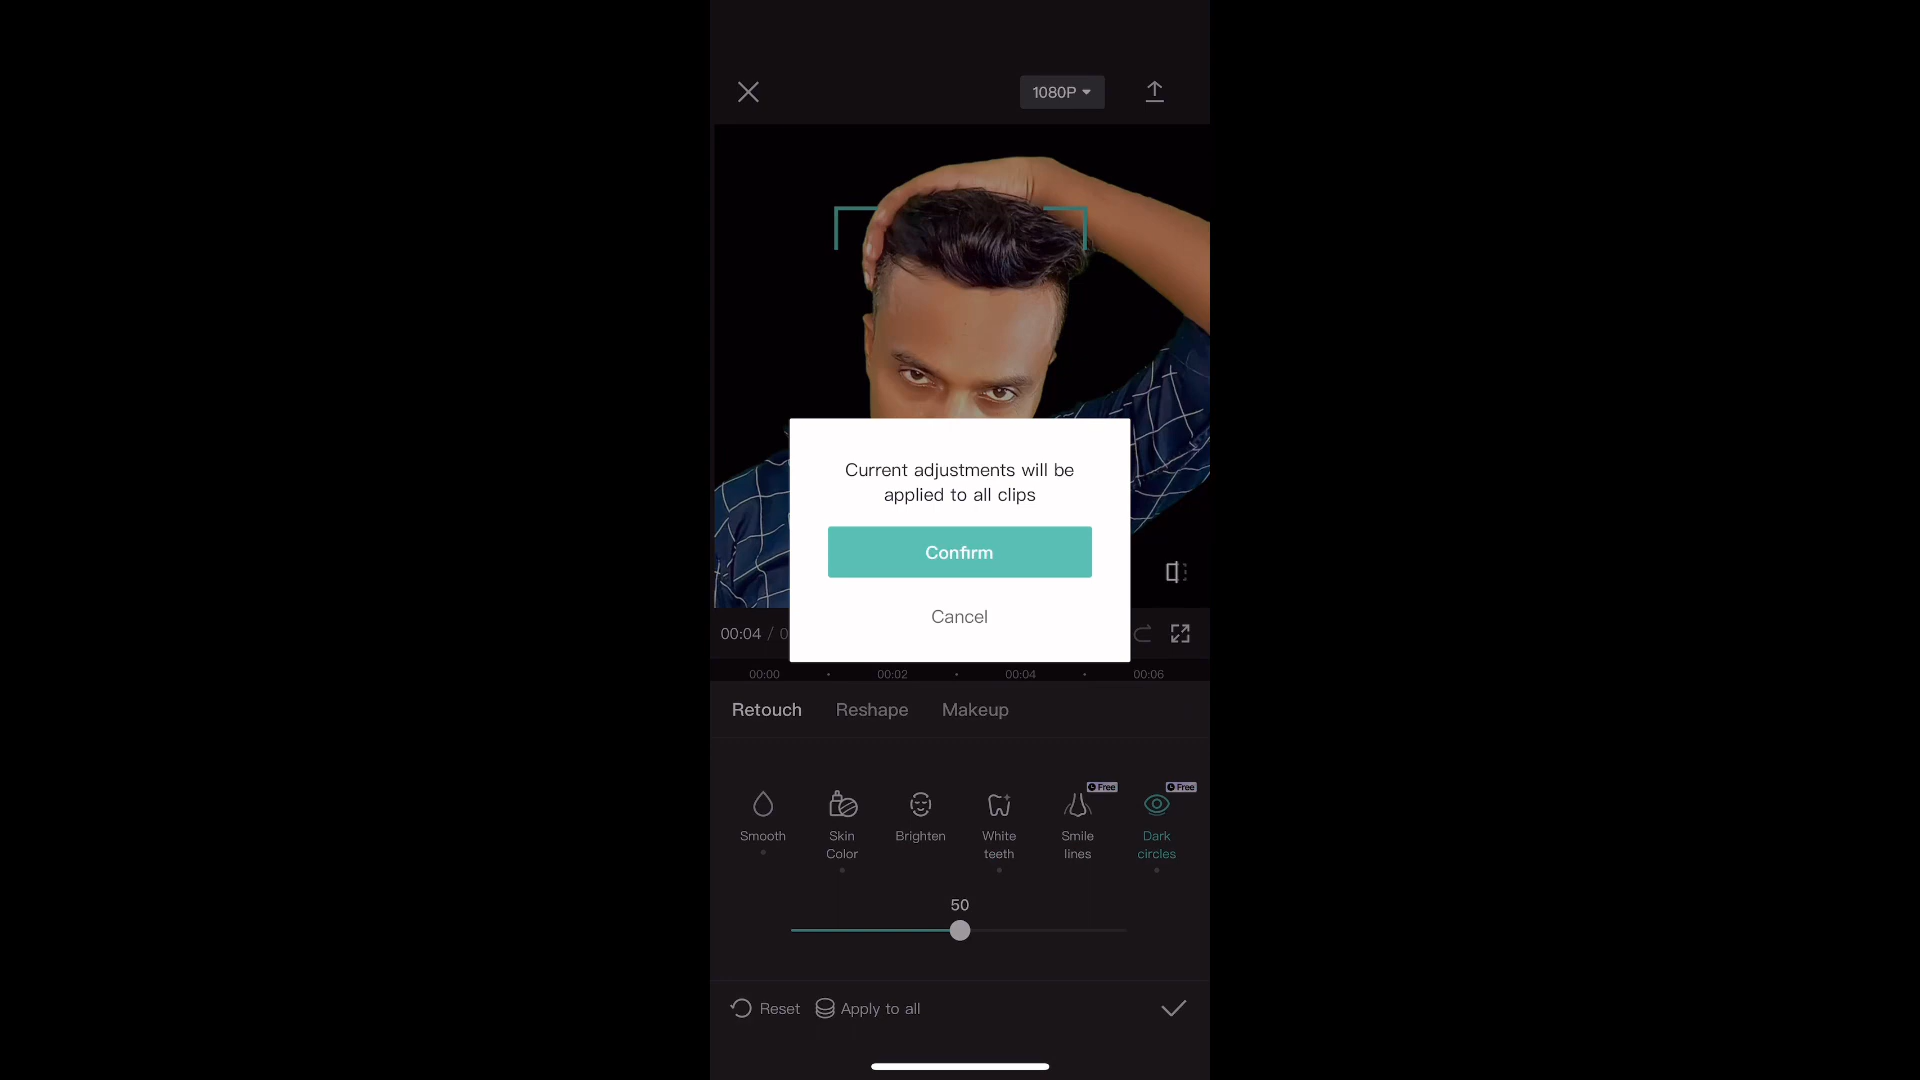 1080P
Current adjustments will be
applied to all clips
Confirm
Cancel
00:04 / 0
00:00 00:02 00:04 00:06
Retouch Reshape Makeup
Free Free
Smooth Skin Brighten White Smile Dark
Color teeth lines circles
50
Reset Apply to all